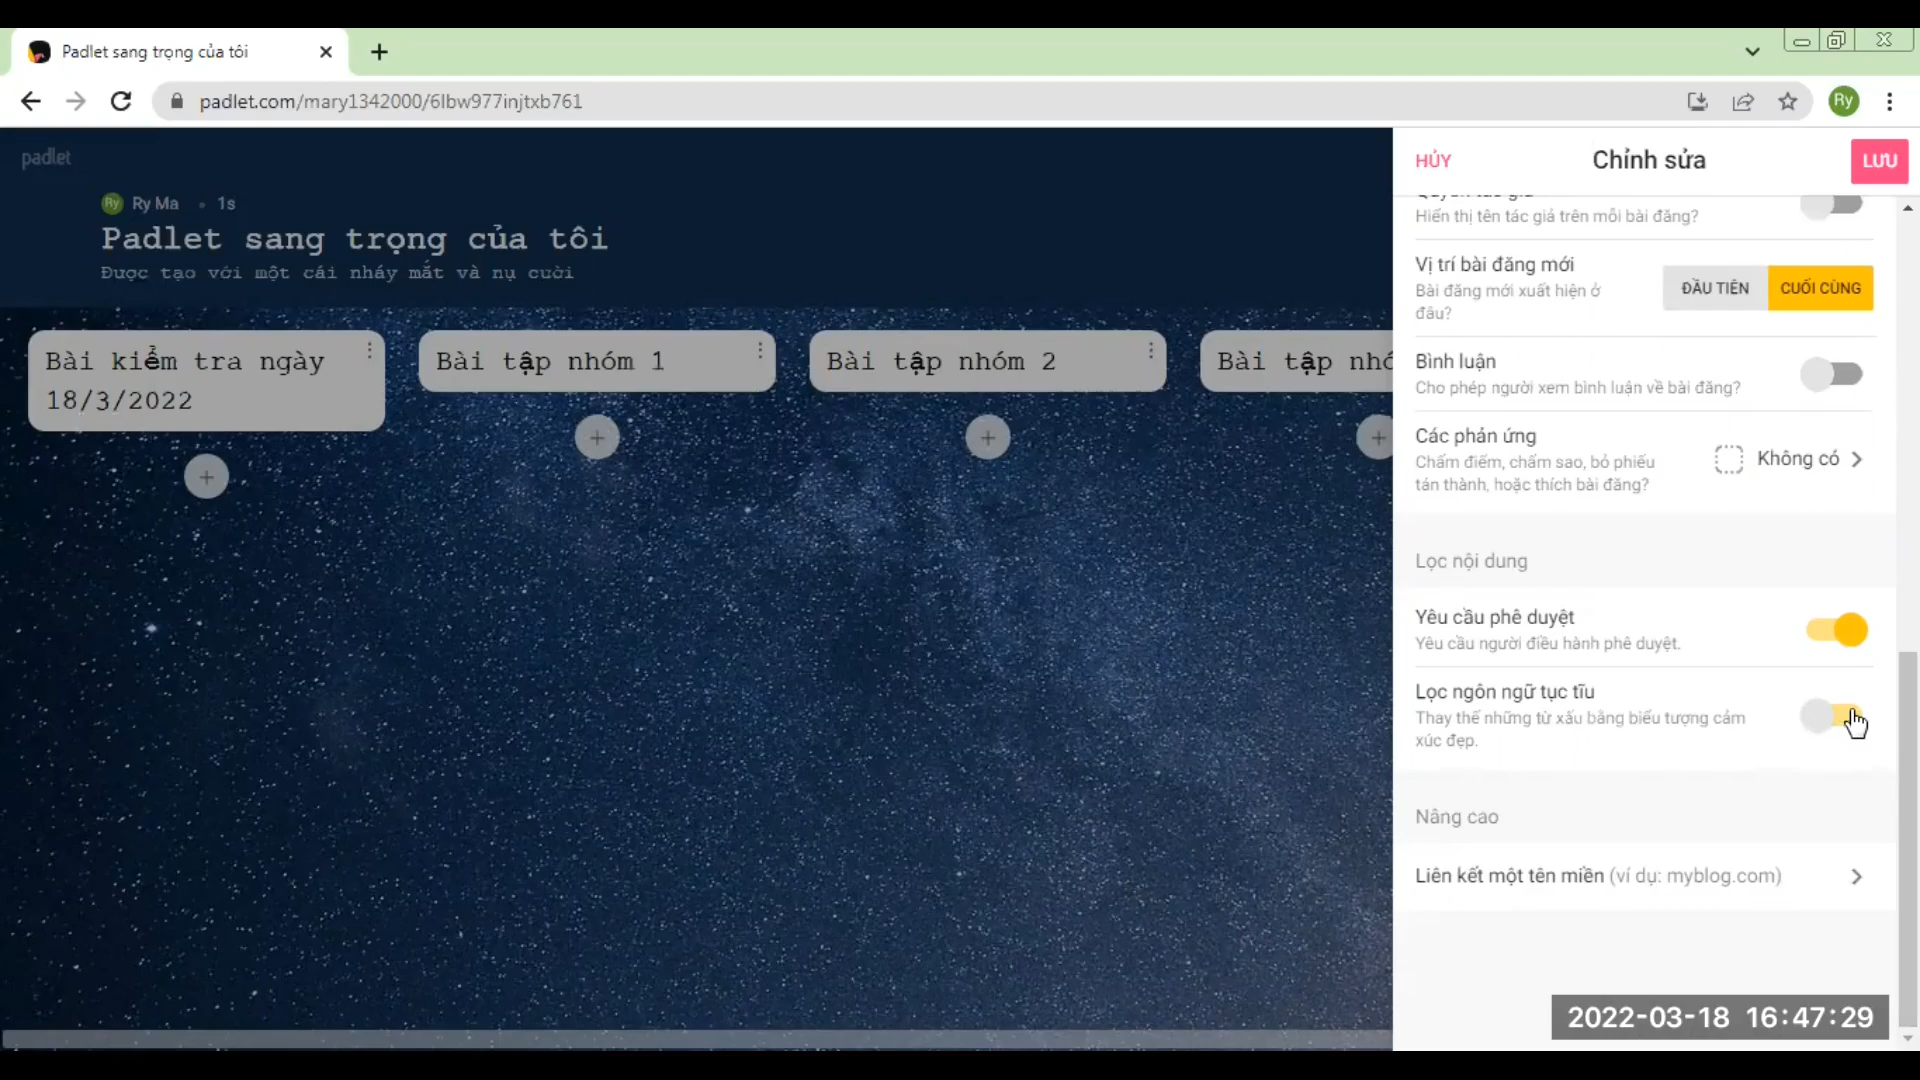 Padlet sang trọng của tôi
padlet.com/mary1342000/6lbw977injtxb761
Ry
padlet
Ry
Ry Ma • 1s
Padlet sang trọng của tôi
Được tạo với một cái nháy mắt và nụ cười
Bài kiểm tra ngày
18/3/2022
Bài tập nhóm 1
Bài tập nhóm 2
Bài tập nhó
HỦY
Chỉnh sửa
LƯU
Quyền tác giả
Hiển thị tên tác giả trên mỗi bài đăng?
Vị trí bài đăng mới
Bài đăng mới xuất hiện ở
đâu?
ĐẦU TIÊN
CUỐI CÙNG
Bình luận
Cho phép người xem bình luận về bài đăng?
Các phản ứng
Chấm điểm, chấm sao, bỏ phiếu
tán thành, hoặc thích bài đăng?
Không có
Lọc nội dung
Yêu cầu phê duyệt
Yêu cầu người điều hành phê duyệt.
Lọc ngôn ngữ tục tĩu
Thay thế những từ xấu bằng biểu tượng cảm
xúc đẹp.
Nâng cao
Liên kết một tên miền (ví dụ: myblog.com)
2022-03-18 16:47:29